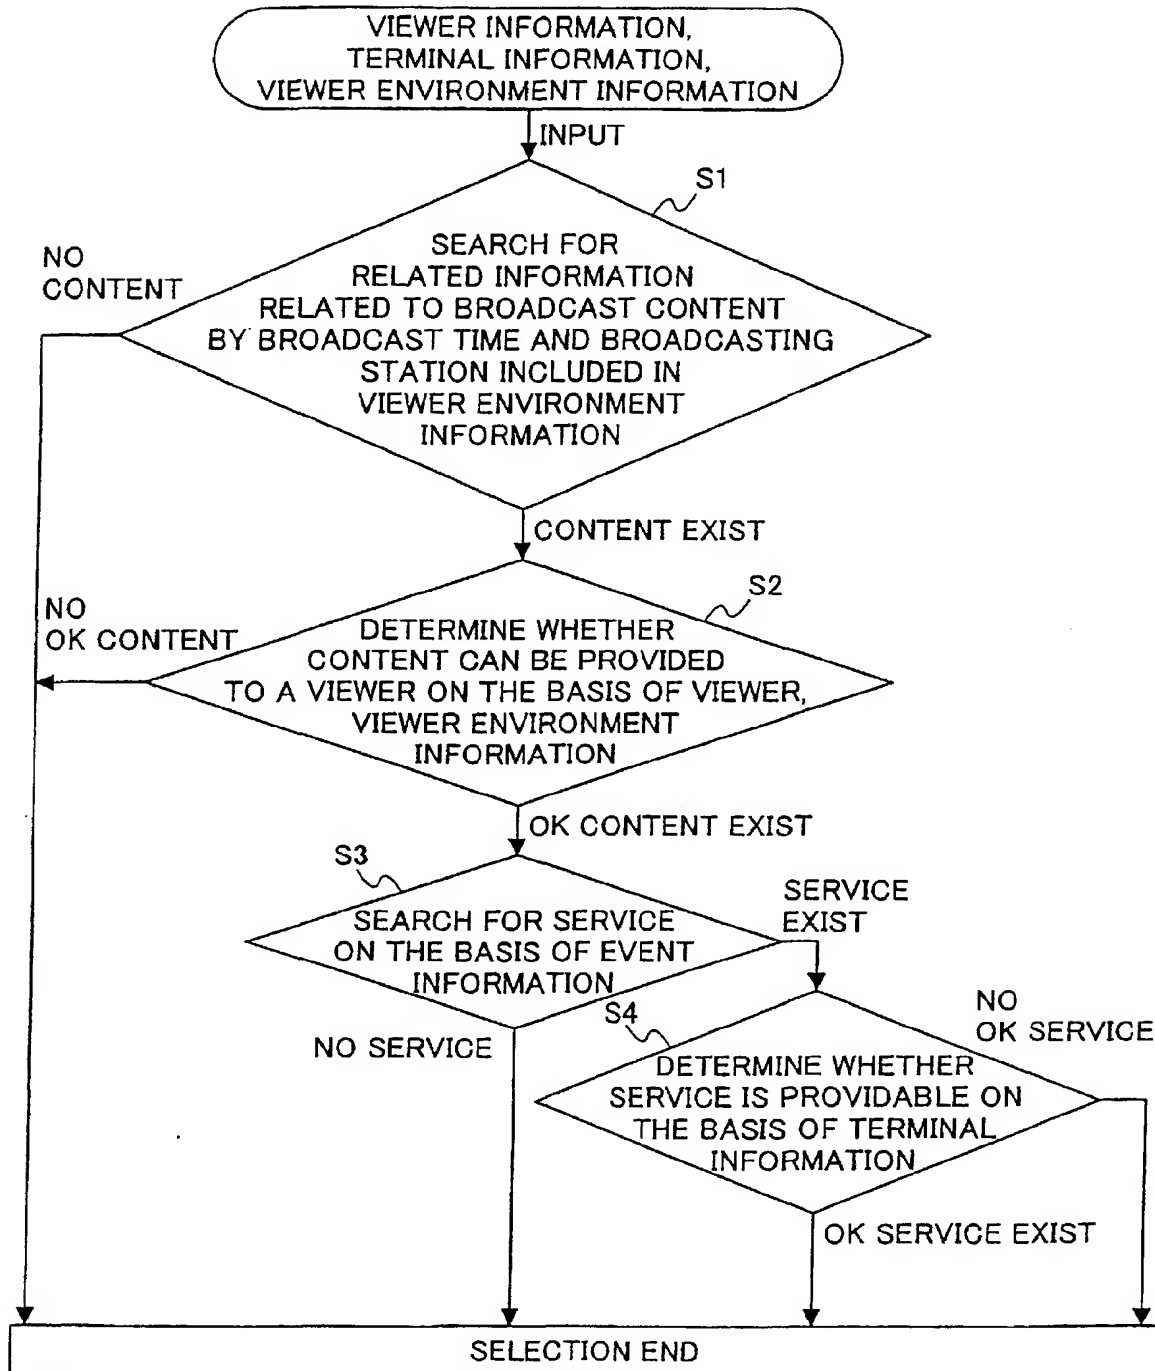 VIEWER INFORMATION,
TERMINAL INFORMATION,
VIEWER ENVIRONMENT INFORMATION
INPUT
S1
NO
CONTENT
SEARCH FOR
RELATED INFORMATION
RELATED TO BROADCAST CONTENT
BY BROADCAST TIME AND BROADCASTING
STATION INCLUDED IN
VIEWER ENVIRONMENT
INFORMATION
CONTENT EXIST
S2
NO
OK CONTENT
DETERMINE WHETHER
CONTENT CAN BE PROVIDED
TO A VIEWER ON THE BASIS OF VIEWER,
VIEWER ENVIRONMENT
INFORMATION
OK CONTENT EXIST
S3
SERVICE
EXIST
SEARCH FOR SERVICE
ON THE BASIS OF EVENT
INFORMATION
NO SERVICE
S4
NO
OK SERVICE
DETERMINE WHETHER
SERVICE IS PROVIDABLE ON
THE BASIS OF TERMINAL
INFORMATION
OK SERVICE EXIST
SELECTION END